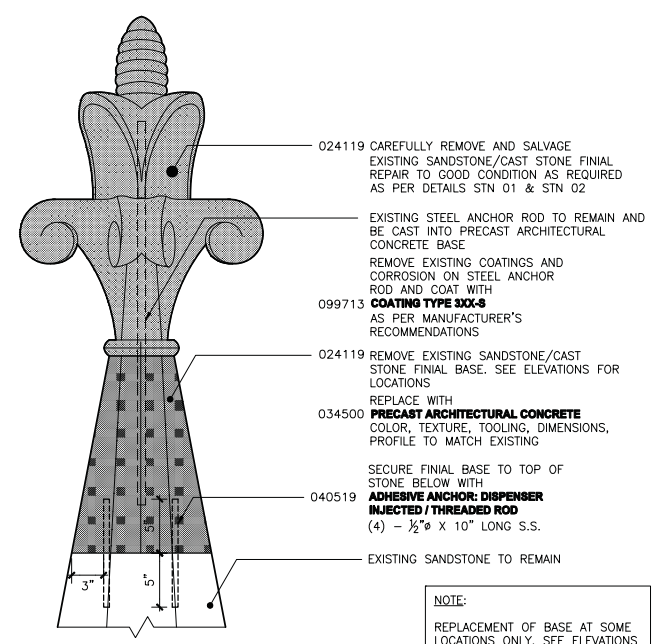 024119 CAREFULLY REMOVE AND SALVAGE
EXISTING SANDSTONE/CAST STONE FINIAL
REPAIR TO GOOD CONDITION AS REQUIRED
AS PER DETAILS STN 01 & STN 02
EXISTING STEEL ANCHOR ROD TO REMAIN AND
BE CAST INTO PRECAST ARCHITECTURAL
CONCRETE BASE
REMOVE EXISTING COATINGS AND
CORROSION ON STEEL ANCHOR
ROD AND COAT WITH
099713 COATING TYPE 3XX-S
AS PER MANUFACTURER'S
RECOMMENDATIONS
024119 REMOVE EXISTING SANDSTONE/CAST
STONE FINIAL BASE. SEE ELEVATIONS FOR
LOCATIONS
REPLACE WITH
034500 PRECAST ARCHITECTURAL CONCRETE
COLOR, TEXTURE, TOOLING, DIMENSIONS,
PROFILE TO MATCH EXISTING
SECURE FINIAL BASE TO TOP OF
STONE BELOW WITH
040519 ADHESIVE ANCHOR: DISPENSER
INJECTED / THREADED ROD
(4) – ½"ø X 10" LONG S.S.
5"
EXISTING SANDSTONE TO REMAIN
3"
5"
NOTE:
REPLACEMENT OF BASE AT SOME
LOCATIONS ONLY. SEE ELEVATIONS